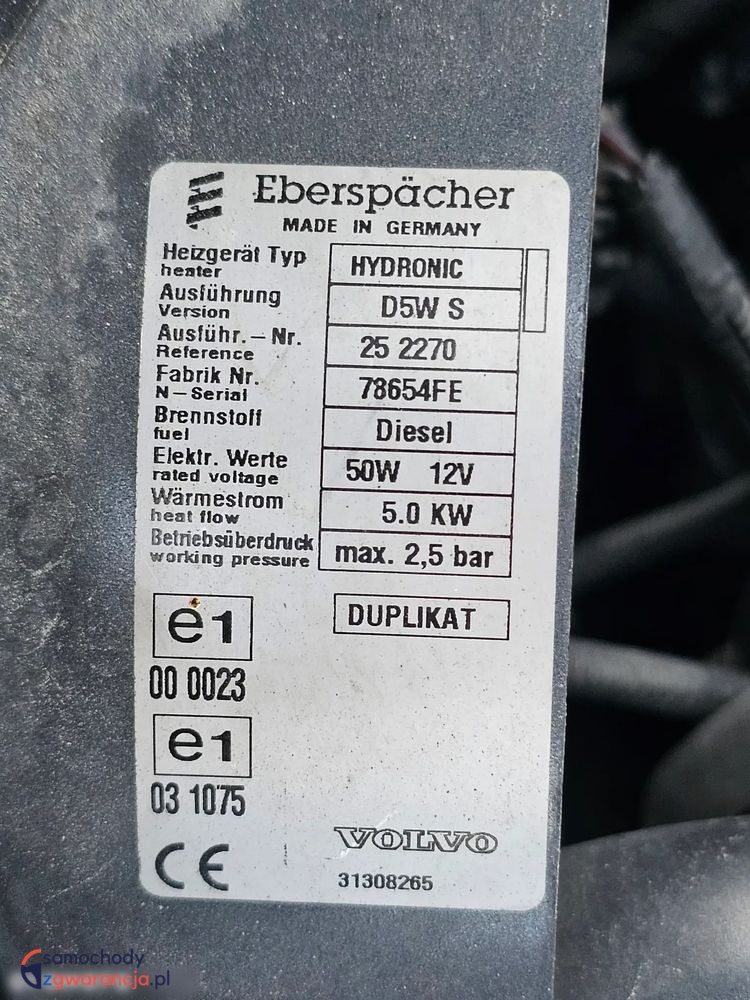 Eberspächer
MADE IN GERMANY
Heizgerät Typ HYDRONIC
heater
Ausführung D5W S
Version
Ausführ.-Nr. 25 2270
Reference
Fabrik Nr. 78654FE
N-Serial
Brennstoff Diesel
fuel
Elektr. Werte 50W 12V
rated voltage
Wärmestrom 5.0 KW
heat flow
Betriebsüberdruck max. 2,5 bar
working pressure
e1 DUPLIKAT
00 0023
e1
03 1075
CE VOLVO
31308265
samochody
zgwarancja.pl